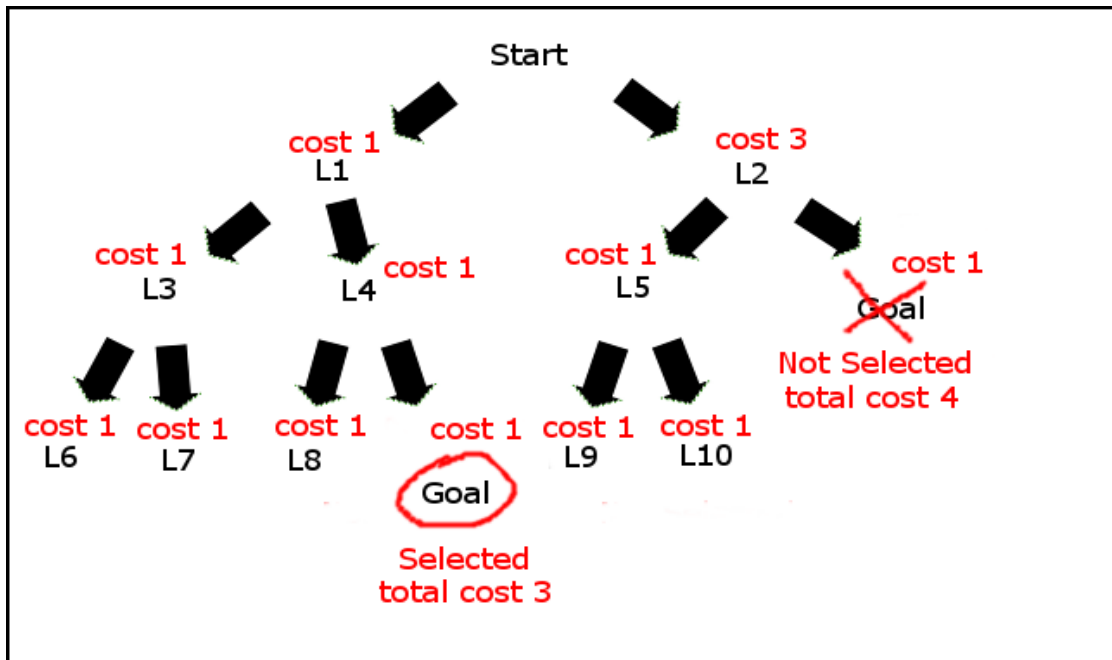 Start
cost 1
L1
cost 3
L2
cost 1
L3
cost 1
L4
cost 1
L5
cost 1
Goal
Not Selected
total cost 4
cost 1
L6
cost 1
L7
cost 1
L8
cost 1
Goal
Selected
total cost 3
cost 1
L9
cost 1
L10